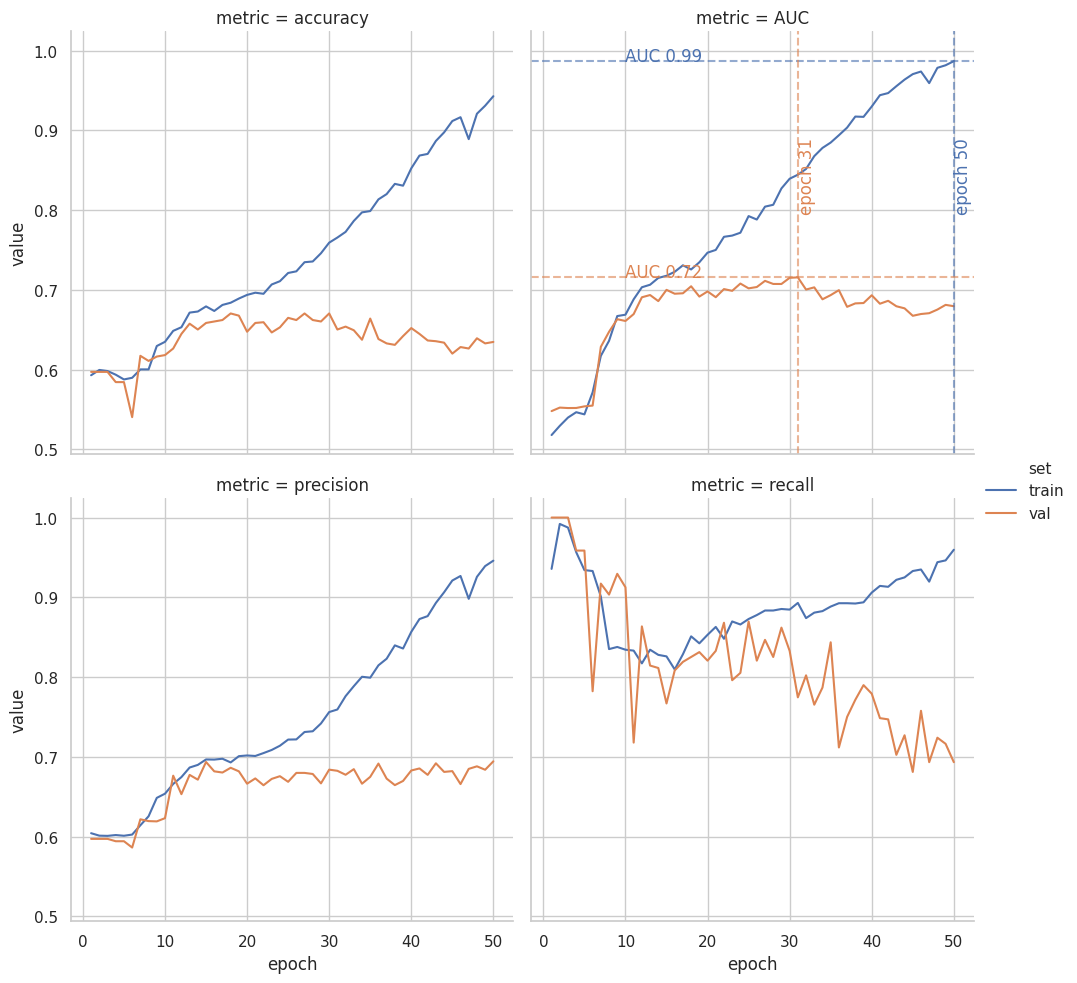 metric = accuracy
metric = AUC
1.0
0.9
0.8
0.7
0.6
0.5
value
AUC 0.99
AUC 0.72
epoch 31
epoch 50
set
train
val
metric = precision
metric = recall
1.0
0.9
0.8
0.7
0.6
0.5
value
0 10 20 30 40 50
epoch
0 10 20 30 40 50
epoch